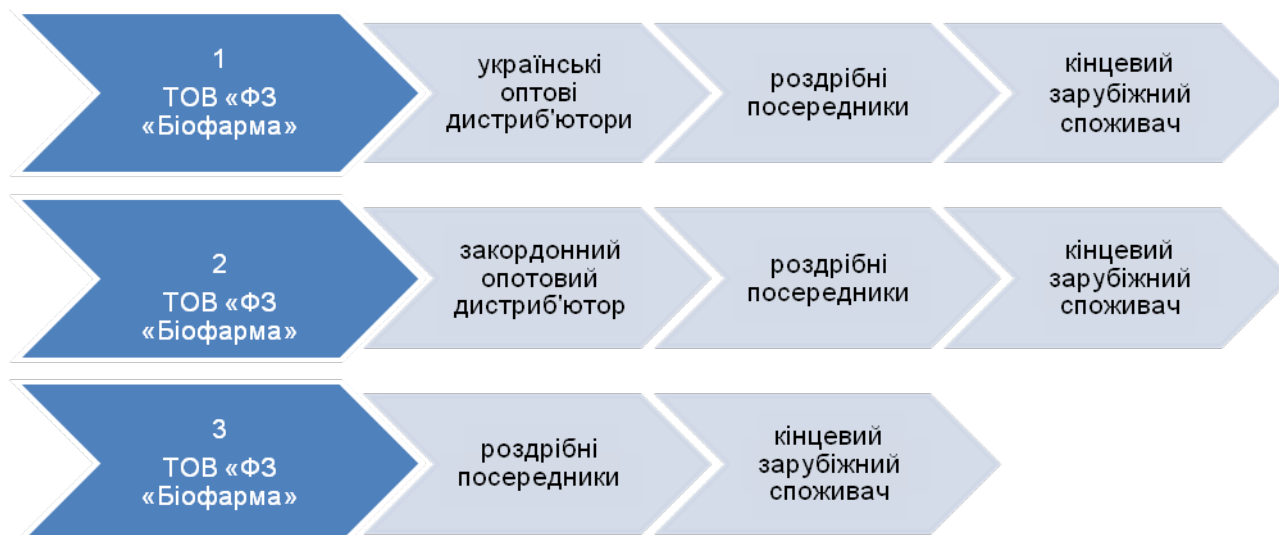 1
ТОВ «ФЗ
«Біофарма»
українські
оптові
дистриб'ютори
роздрібні
посередники
кінцевий
зарубіжний
споживач
2
ТОВ «ФЗ
«Біофарма»
закордонний
опотовий
дистриб'ютор
роздрібні
посередники
кінцевий
зарубіжний
споживач
3
ТОВ «ФЗ
«Біофарма»
роздрібні
посередники
кінцевий
зарубіжний
споживач